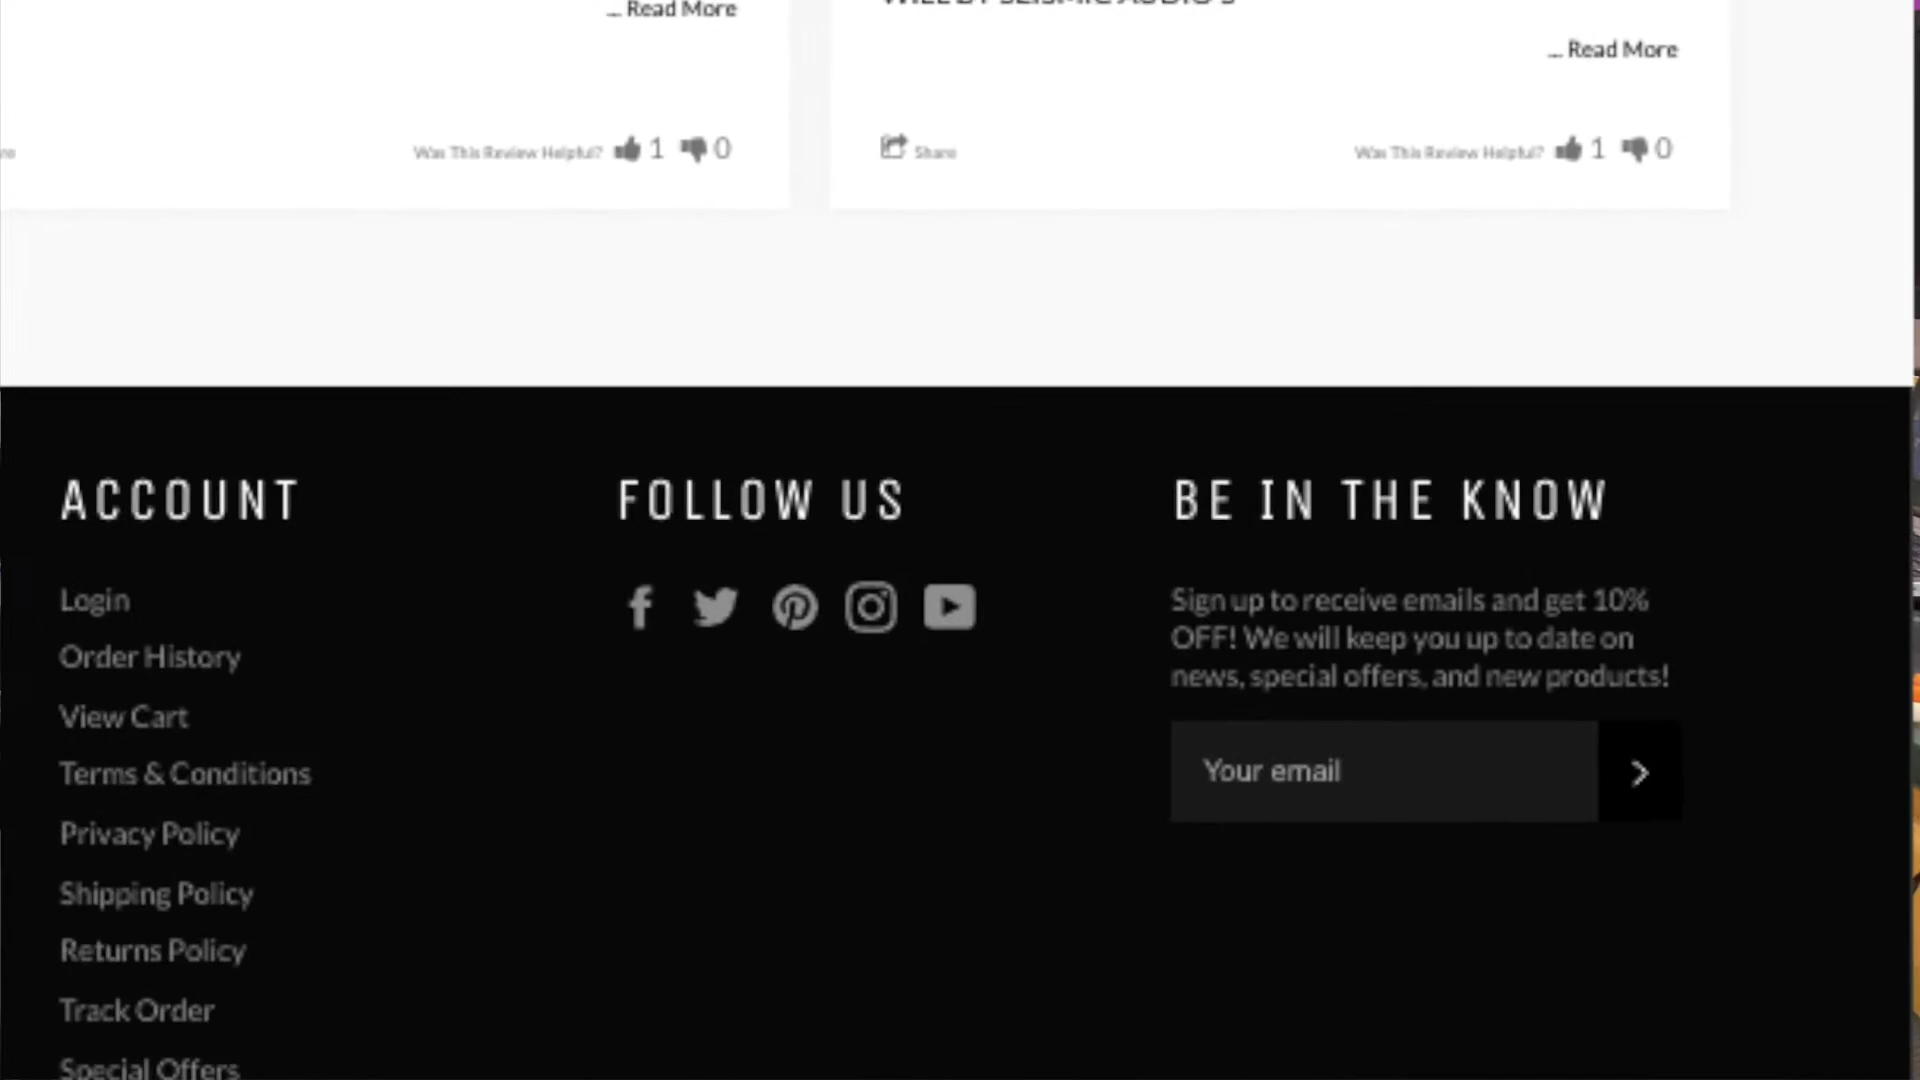 ... Read More
SEISMIC AUDIO'S
... Read More
Was This Review Helpful? 1 0
Share
Was This Review Helpful? 1 0
ACCOUNT
Login
Order History
View Cart
Terms & Conditions
Privacy Policy
Shipping Policy
Returns Policy
Track Order
Special Offers
FOLLOW US
BE IN THE KNOW
Sign up to receive emails and get 10%
OFF! We will keep you up to date on
news, special offers, and new products!
Your email